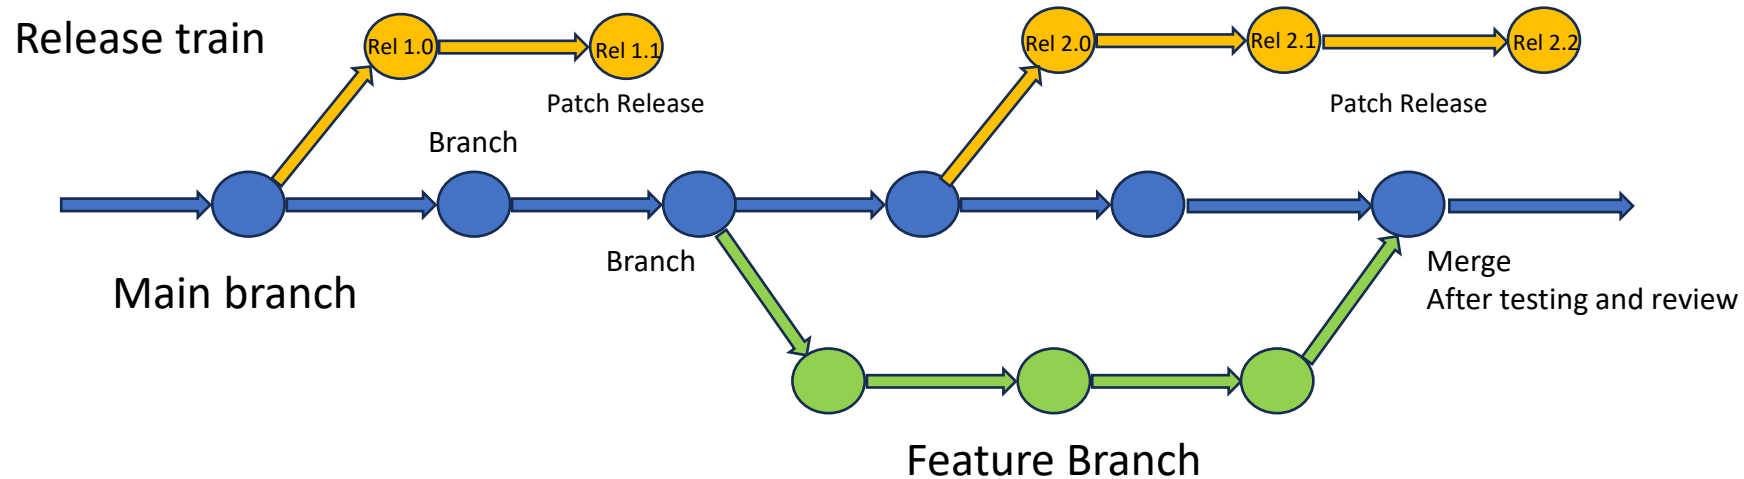 Release train
Rel 1.0
Rel 1.1
Rel 2.0
Rel 2.1
Rel 2.2
Patch Release
Patch Release
Branch
Branch
Merge
After testing and review
Main branch
Feature Branch